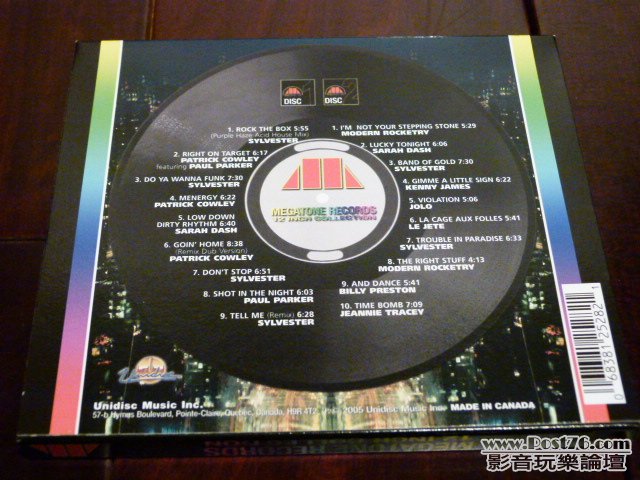 DISC 1
DISC 2
1. ROCK THE BOX 5:55
(Purple Haze Acid House Mix)
SYLVESTER
2. RIGHT ON TARGET 6:17
PATRICK COWLEY
featuring PAUL PARKER
3. DO YA WANNA FUNK 7:30
SYLVESTER
4. MENERGY 6:22
PATRICK COWLEY
5. LOW DOWN
DIRTY RHYTHM 6:40
SARAH DASH
6. GOIN' HOME 8:38
(Remix Dub Version)
PATRICK COWLEY
7. DON'T STOP 6:51
SYLVESTER
8. SHOT IN THE NIGHT 6:03
PAUL PARKER
9. TELL ME (Remix) 6:28
SYLVESTER
MEGATONE RECORDS
12 INCH COLLECTION
1. I'M NOT YOUR STEPPING STONE 5:29
MODERN ROCKETRY
2. LUCKY TONIGHT 6:06
SARAH DASH
3. BAND OF GOLD 7:30
SYLVESTER
4. GIMME A LITTLE SIGN 6:22
KENNY JAMES
5. VIOLATION 5:06
JOLO
6. LA CAGE AUX FOLLES 5:41
LE JETE
7. TROUBLE IN PARADISE 6:33
SYLVESTER
8. THE RIGHT STUFF 4:13
MODERN ROCKETRY
9. AND DANCE 5:41
BILLY PRESTON
10. TIME BOMB 7:09
JEANNIE TRACEY
0 68381 25282 1
Unidisc
Unidisc Music Inc.
57-b Hymus Boulevard, Pointe-Claire, Quebec, Canada, H9R 4T2 2005 Unidisc Music Inc. MADE IN CANADA
RECORDS
www.Post76.com
影音玩樂論壇